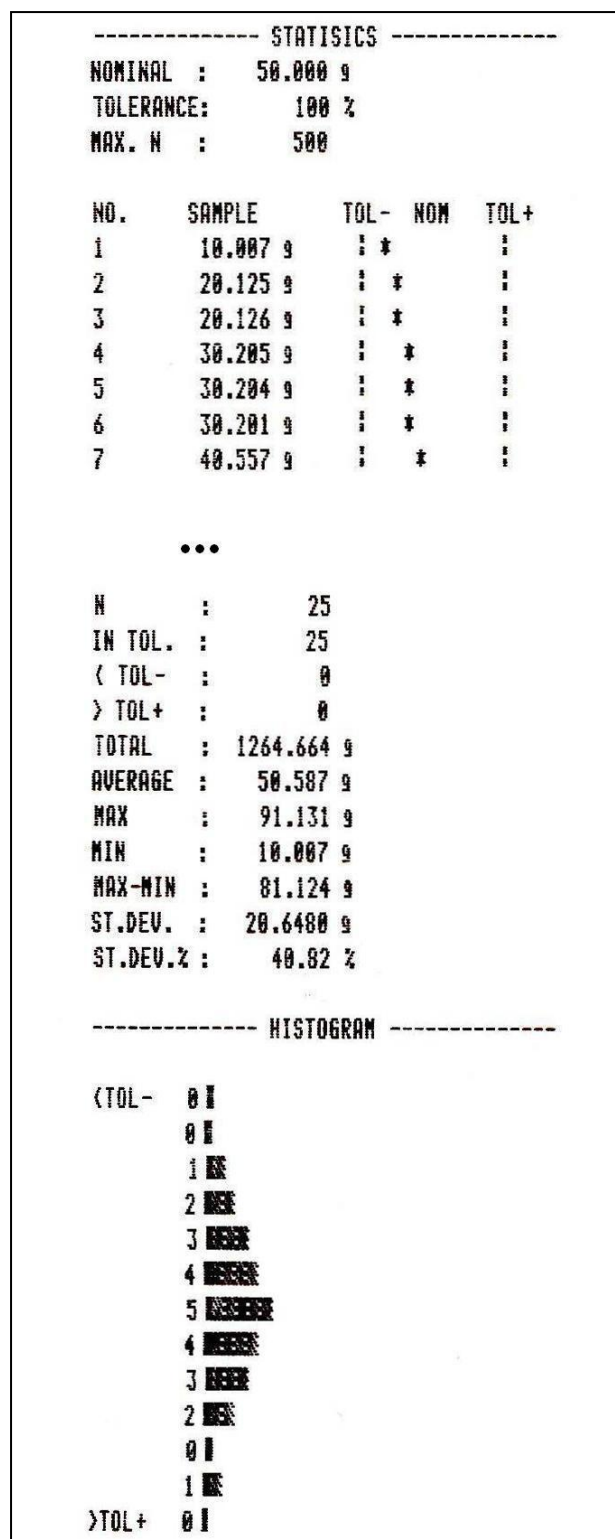 -------------- STATISICS --------------
NOMINAL : 50.000 g
TOLERANCE: 100 %
MAX. N : 500
NO. SAMPLE TOL- NOM TOL+
1 10.007 g ¦ * ¦
2 20.125 g ¦ * ¦
3 20.126 g ¦ * ¦
4 30.205 g ¦ * ¦
5 30.204 g ¦ * ¦
6 30.201 g ¦ * ¦
7 40.557 g ¦ * ¦
...
N : 25
IN TOL. : 25
< TOL- : 0
> TOL+ : 0
TOTAL : 1264.664 g
AVERAGE : 50.587 g
MAX : 91.131 g
MIN : 10.007 g
MAX-MIN : 81.124 g
ST.DEV. : 20.6480 g
ST.DEV.% : 40.82 %
-------------- HISTOGRAM --------------
<TOL- 0
0
1
2
3
4
5
4
3
2
0
1
>TOL+ 0